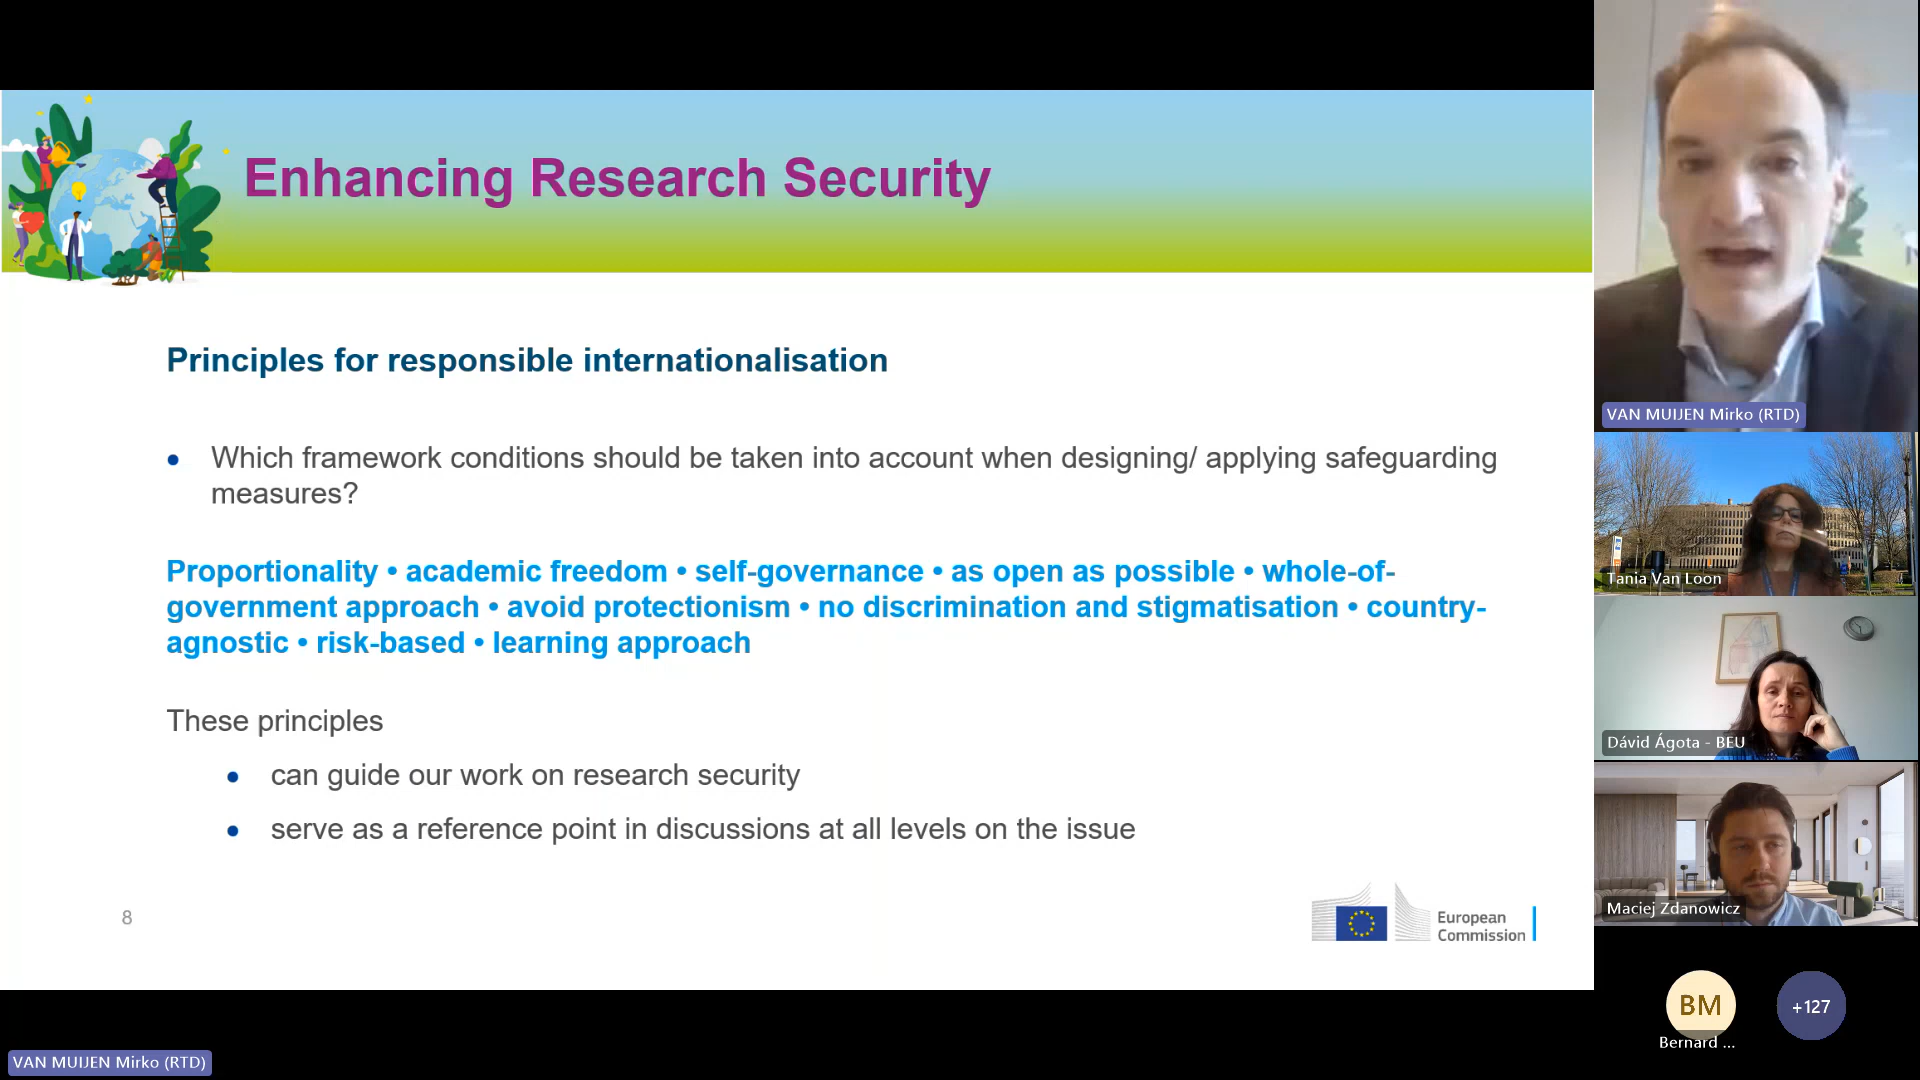 Enhancing Research Security
Principles for responsible internationalisation
• Which framework conditions should be taken into account when designing/ applying safeguarding
measures?
Proportionality • academic freedom • self-governance • as open as possible • whole-of-
government approach • avoid protectionism • no discrimination and stigmatisation • country-
agnostic • risk-based • learning approach
These principles
• can guide our work on research security
• serve as a reference point in discussions at all levels on the issue
8
European
Commission
VAN MUIJEN Mirko (RTD)
VAN MUIJEN Mirko (RTD)
Tania Van Loon
Dávid Ágota - BEU
Maciej Zdanowicz
BM
Bernard ...
+127